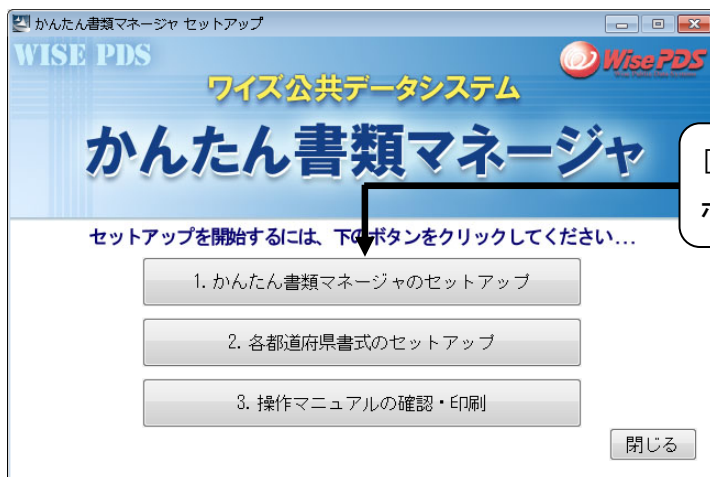 かんたん書類マネージャ セットアップ
WISE PDS
Wise PDS
ワイズ公共データシステム
かんたん書類マネージャ
セットアップを開始するには、下のボタンをクリックしてください...
1. かんたん書類マネージャのセットアップ
2. 各都道府県書式のセットアップ
3. 操作マニュアルの確認・印刷
閉じる